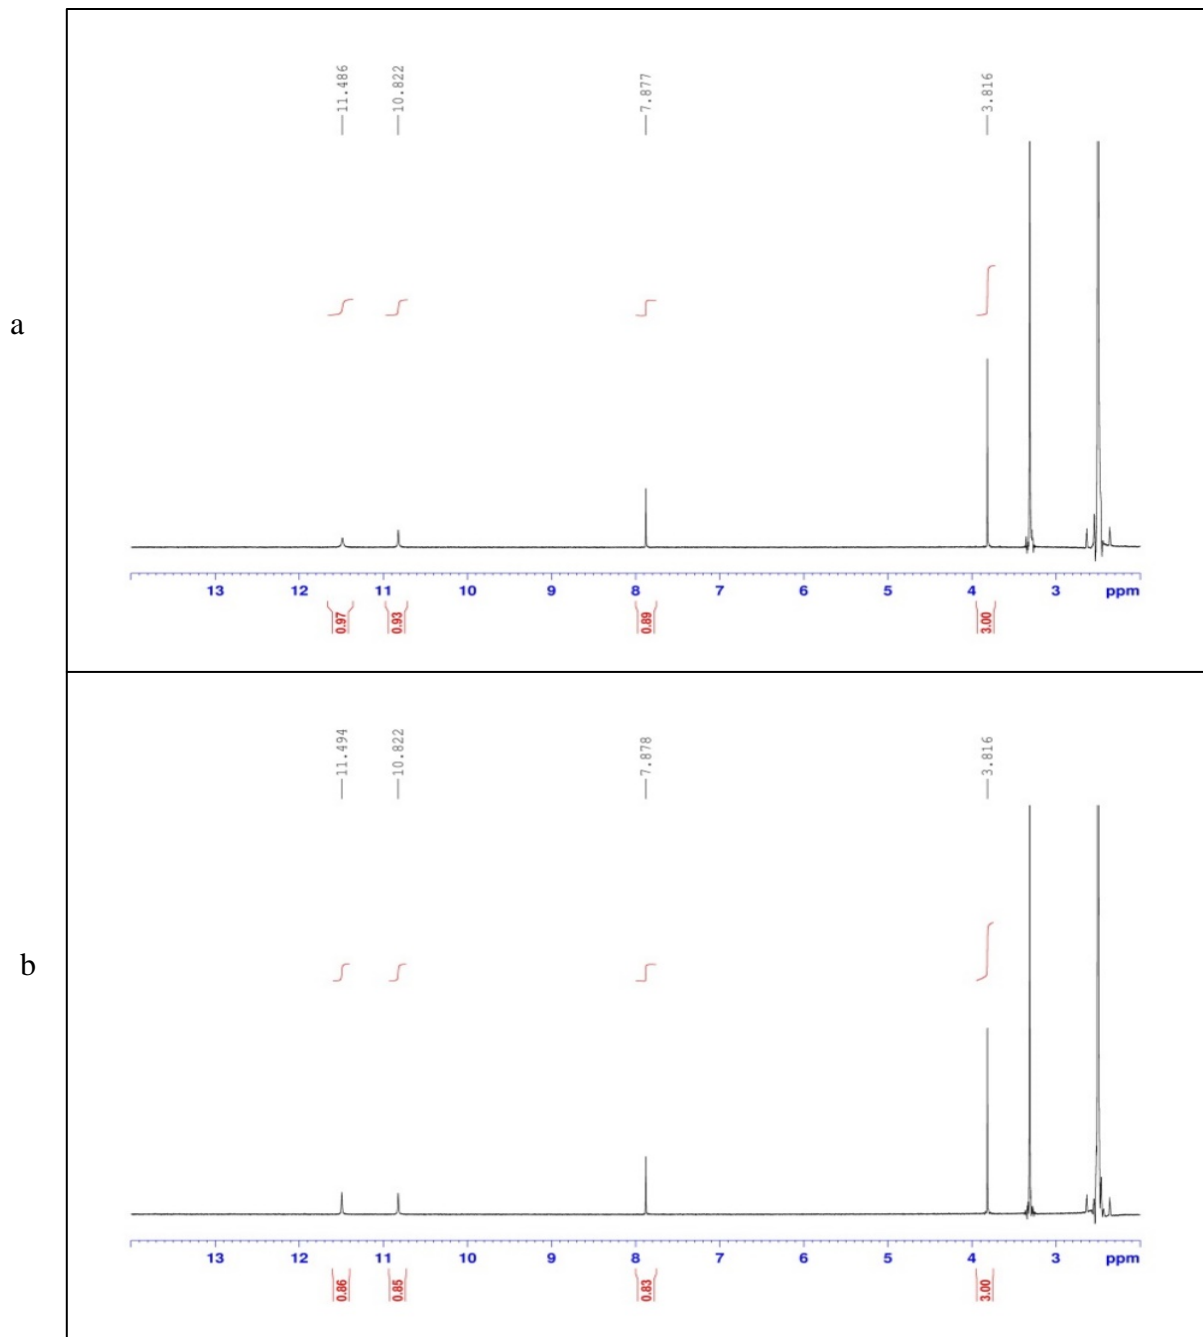 11.486 10.822 7.877 3.816
a
13 12 11 10 9 8 7 6 5 4 3 ppm
0.97 0.93 0.89 3.00
11.494 10.822 7.878 3.816
b
13 12 11 10 9 8 7 6 5 4 3 ppm
0.86 0.85 0.83 3.00